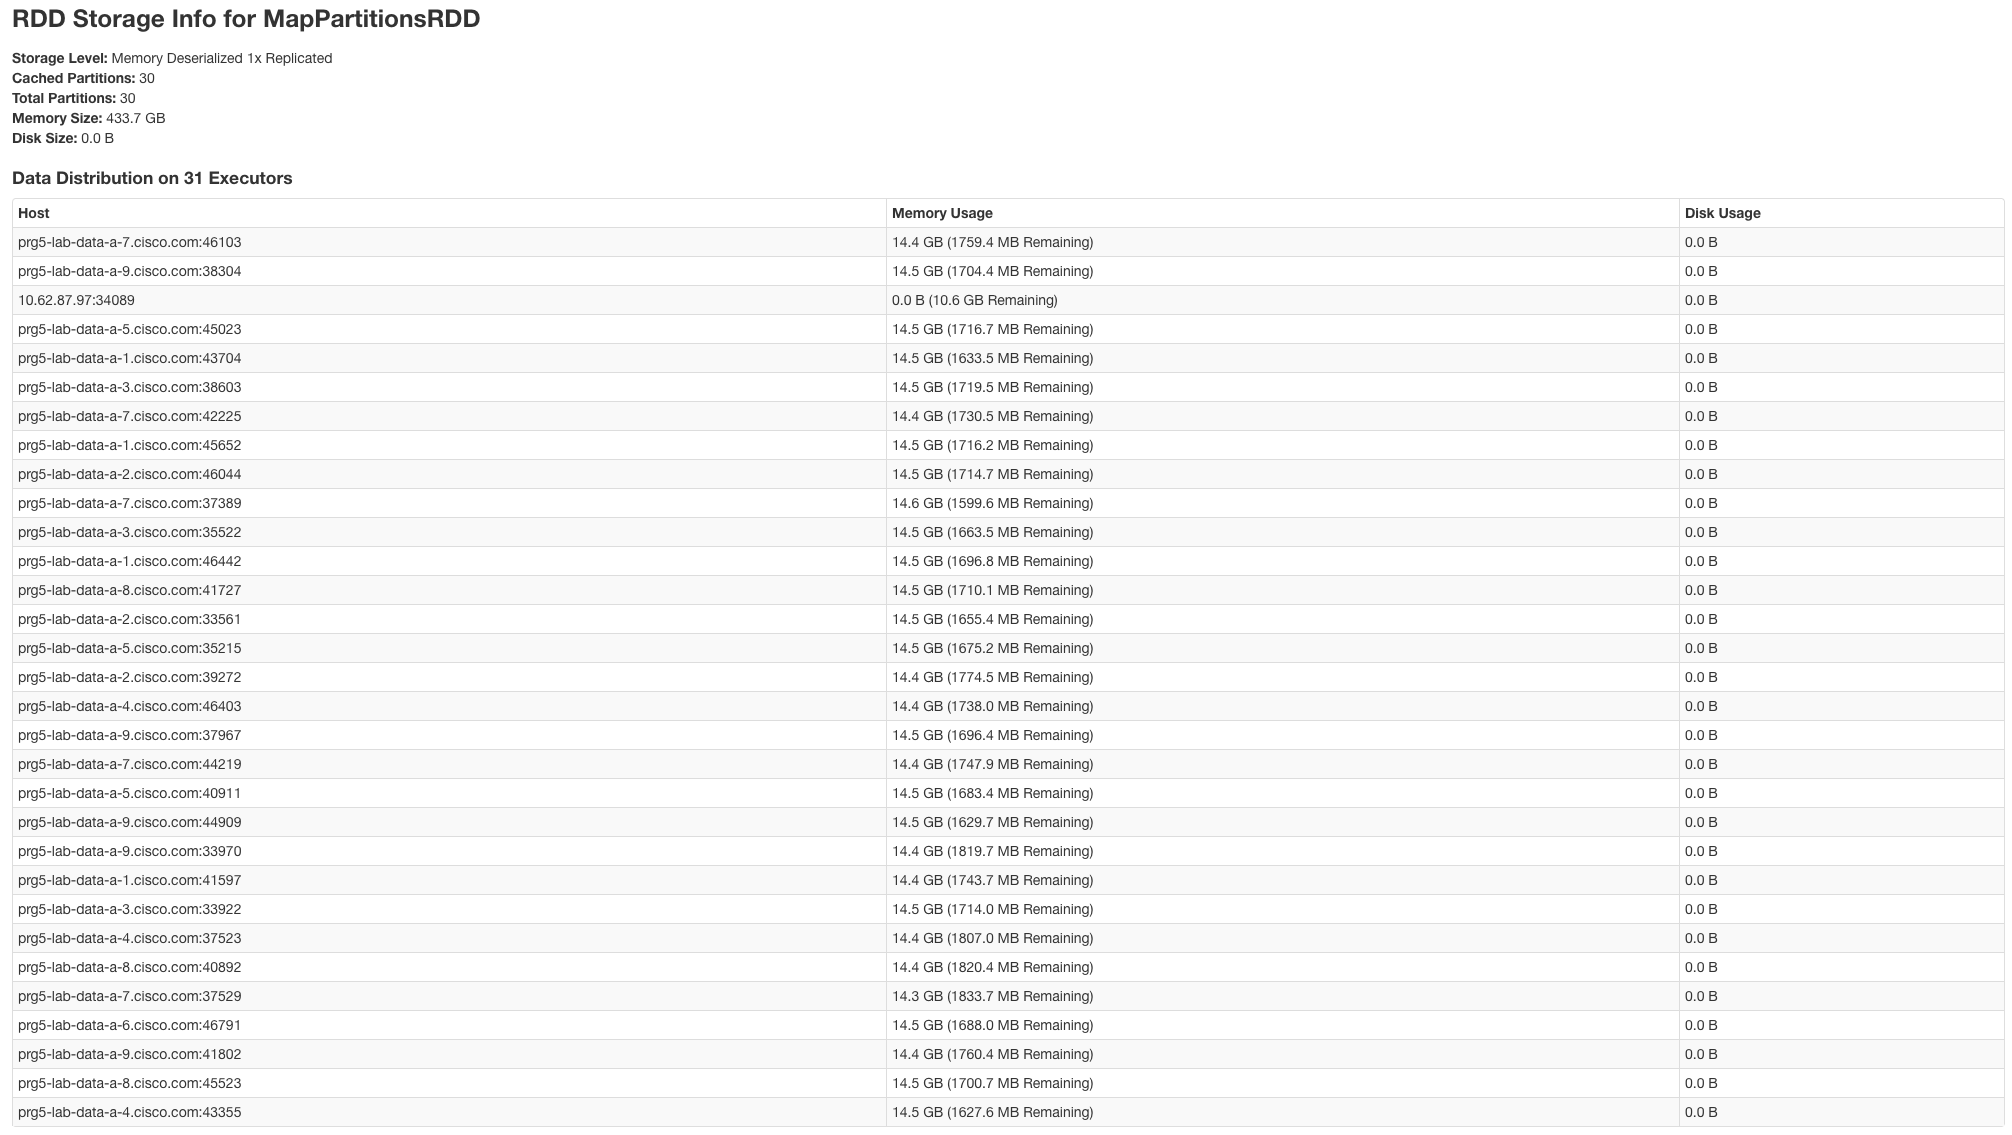 RDD Storage Info for MapPartitionsRDD
Storage Level: Memory Deserialized 1x Replicated
Cached Partitions: 30
Total Partitions: 30
Memory Size: 433.7 GB
Disk Size: 0.0 B
Data Distribution on 31 Executors
Host Memory Usage Disk Usage
prg5-lab-data-a-7.cisco.com:46103 14.4 GB (1759.4 MB Remaining) 0.0 B
prg5-lab-data-a-9.cisco.com:38304 14.5 GB (1704.4 MB Remaining) 0.0 B
10.62.87.97:34089 0.0 B (10.6 GB Remaining) 0.0 B
prg5-lab-data-a-5.cisco.com:45023 14.5 GB (1716.7 MB Remaining) 0.0 B
prg5-lab-data-a-1.cisco.com:43704 14.5 GB (1633.5 MB Remaining) 0.0 B
prg5-lab-data-a-3.cisco.com:38603 14.5 GB (1719.5 MB Remaining) 0.0 B
prg5-lab-data-a-7.cisco.com:42225 14.4 GB (1730.5 MB Remaining) 0.0 B
prg5-lab-data-a-1.cisco.com:45652 14.5 GB (1716.2 MB Remaining) 0.0 B
prg5-lab-data-a-2.cisco.com:46044 14.5 GB (1714.7 MB Remaining) 0.0 B
prg5-lab-data-a-7.cisco.com:37389 14.6 GB (1599.6 MB Remaining) 0.0 B
prg5-lab-data-a-3.cisco.com:35522 14.5 GB (1663.5 MB Remaining) 0.0 B
prg5-lab-data-a-1.cisco.com:46442 14.5 GB (1696.8 MB Remaining) 0.0 B
prg5-lab-data-a-8.cisco.com:41727 14.5 GB (1710.1 MB Remaining) 0.0 B
prg5-lab-data-a-2.cisco.com:33561 14.5 GB (1655.4 MB Remaining) 0.0 B
prg5-lab-data-a-5.cisco.com:35215 14.5 GB (1675.2 MB Remaining) 0.0 B
prg5-lab-data-a-2.cisco.com:39272 14.4 GB (1774.5 MB Remaining) 0.0 B
prg5-lab-data-a-4.cisco.com:46403 14.4 GB (1738.0 MB Remaining) 0.0 B
prg5-lab-data-a-9.cisco.com:37967 14.5 GB (1696.4 MB Remaining) 0.0 B
prg5-lab-data-a-7.cisco.com:44219 14.4 GB (1747.9 MB Remaining) 0.0 B
prg5-lab-data-a-5.cisco.com:40911 14.5 GB (1683.4 MB Remaining) 0.0 B
prg5-lab-data-a-9.cisco.com:44909 14.5 GB (1629.7 MB Remaining) 0.0 B
prg5-lab-data-a-9.cisco.com:33970 14.4 GB (1819.7 MB Remaining) 0.0 B
prg5-lab-data-a-1.cisco.com:41597 14.4 GB (1743.7 MB Remaining) 0.0 B
prg5-lab-data-a-3.cisco.com:33922 14.5 GB (1714.0 MB Remaining) 0.0 B
prg5-lab-data-a-4.cisco.com:37523 14.4 GB (1807.0 MB Remaining) 0.0 B
prg5-lab-data-a-8.cisco.com:40892 14.4 GB (1820.4 MB Remaining) 0.0 B
prg5-lab-data-a-7.cisco.com:37529 14.3 GB (1833.7 MB Remaining) 0.0 B
prg5-lab-data-a-6.cisco.com:46791 14.5 GB (1688.0 MB Remaining) 0.0 B
prg5-lab-data-a-9.cisco.com:41802 14.4 GB (1760.4 MB Remaining) 0.0 B
prg5-lab-data-a-8.cisco.com:45523 14.5 GB (1700.7 MB Remaining) 0.0 B
prg5-lab-data-a-4.cisco.com:43355 14.5 GB (1627.6 MB Remaining) 0.0 B